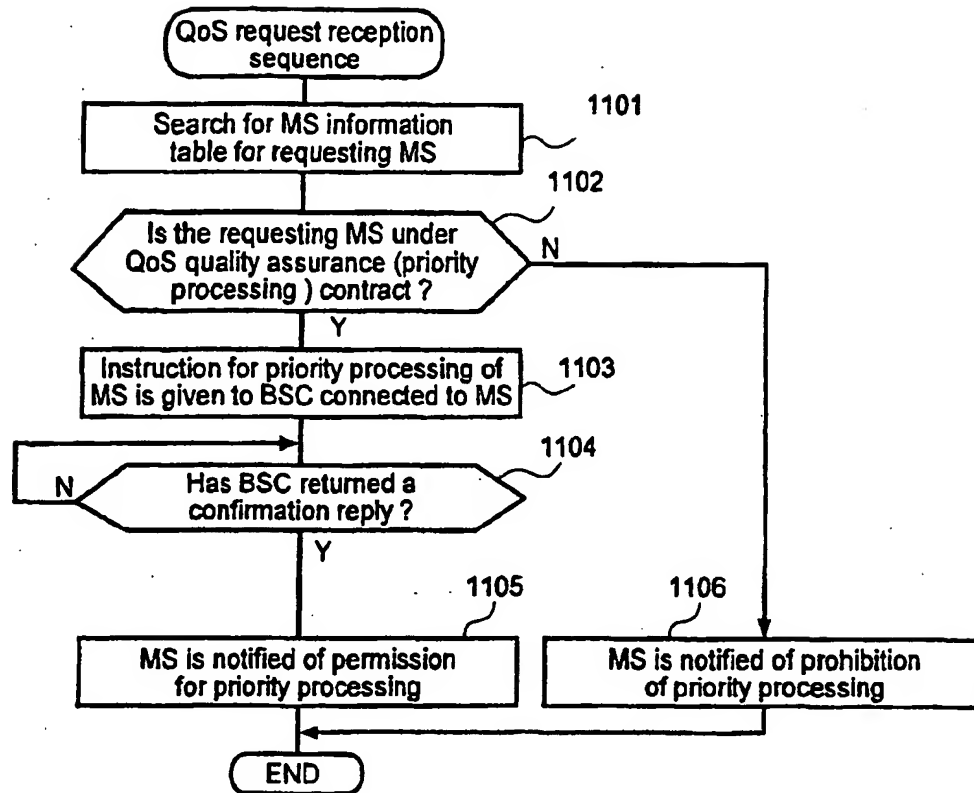 QoS request reception
sequence
1101
Search for MS information
table for requesting MS
1102
Is the requesting MS under
QoS quality assurance (priority
processing ) contract ?
N
Y
Instruction for priority processing of
MS is given to BSC connected to MS
1103
1104
Has BSC returned a
confirmation reply ?
N
Y
1105
MS is notified of permission
for priority processing
1106
MS is notified of prohibition
of priority processing
END